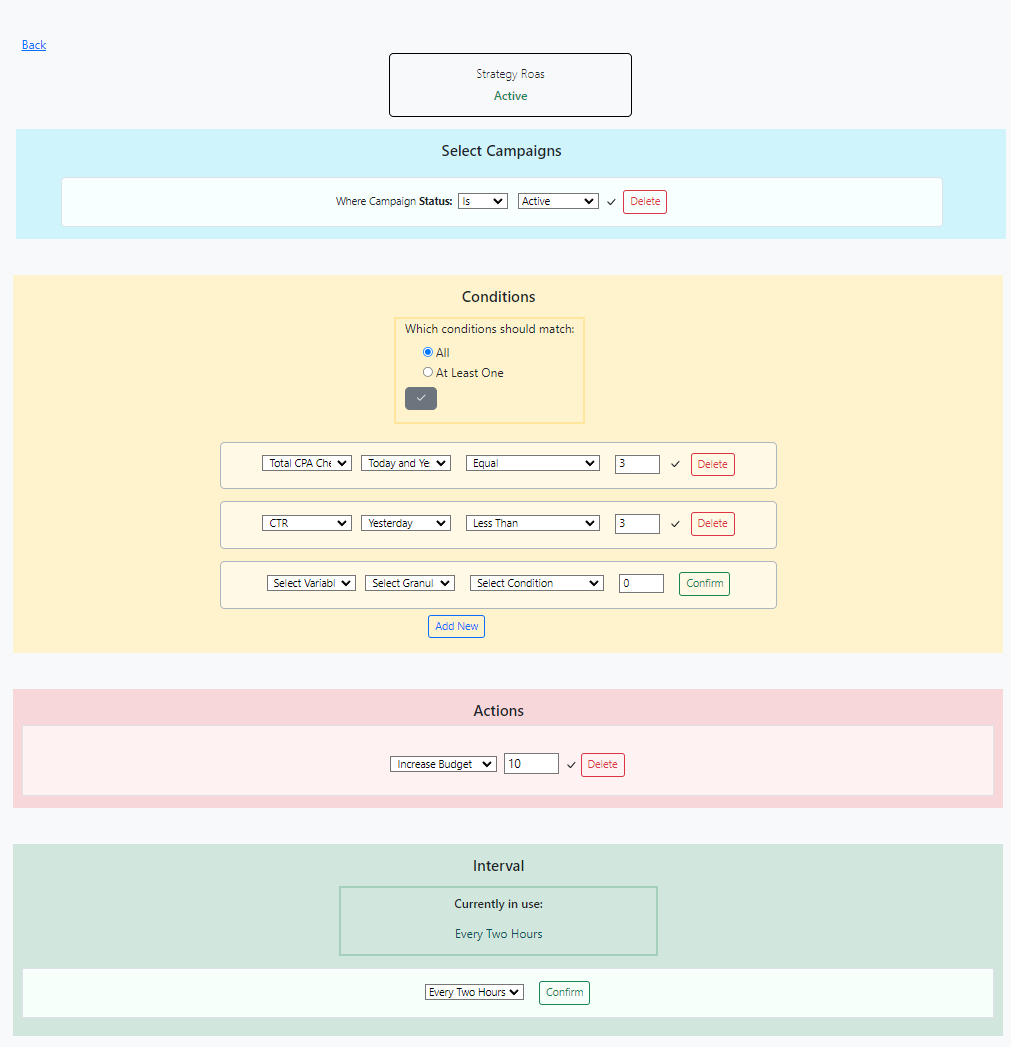 Back
Strategy Roas
Active
Select Campaigns
Where Campaign Status: Is Active Delete
Conditions
Which conditions should match:
All
At Least One
Total CPA Che Today and Ye Equal 3 Delete
CTR Yesterday Less Than 3 Delete
Select Variabl Select Granul Select Condition 0 Confirm
Add New
Actions
Increase Budget 10 Delete
Interval
Currently in use:
Every Two Hours
Every Two Hours Confirm